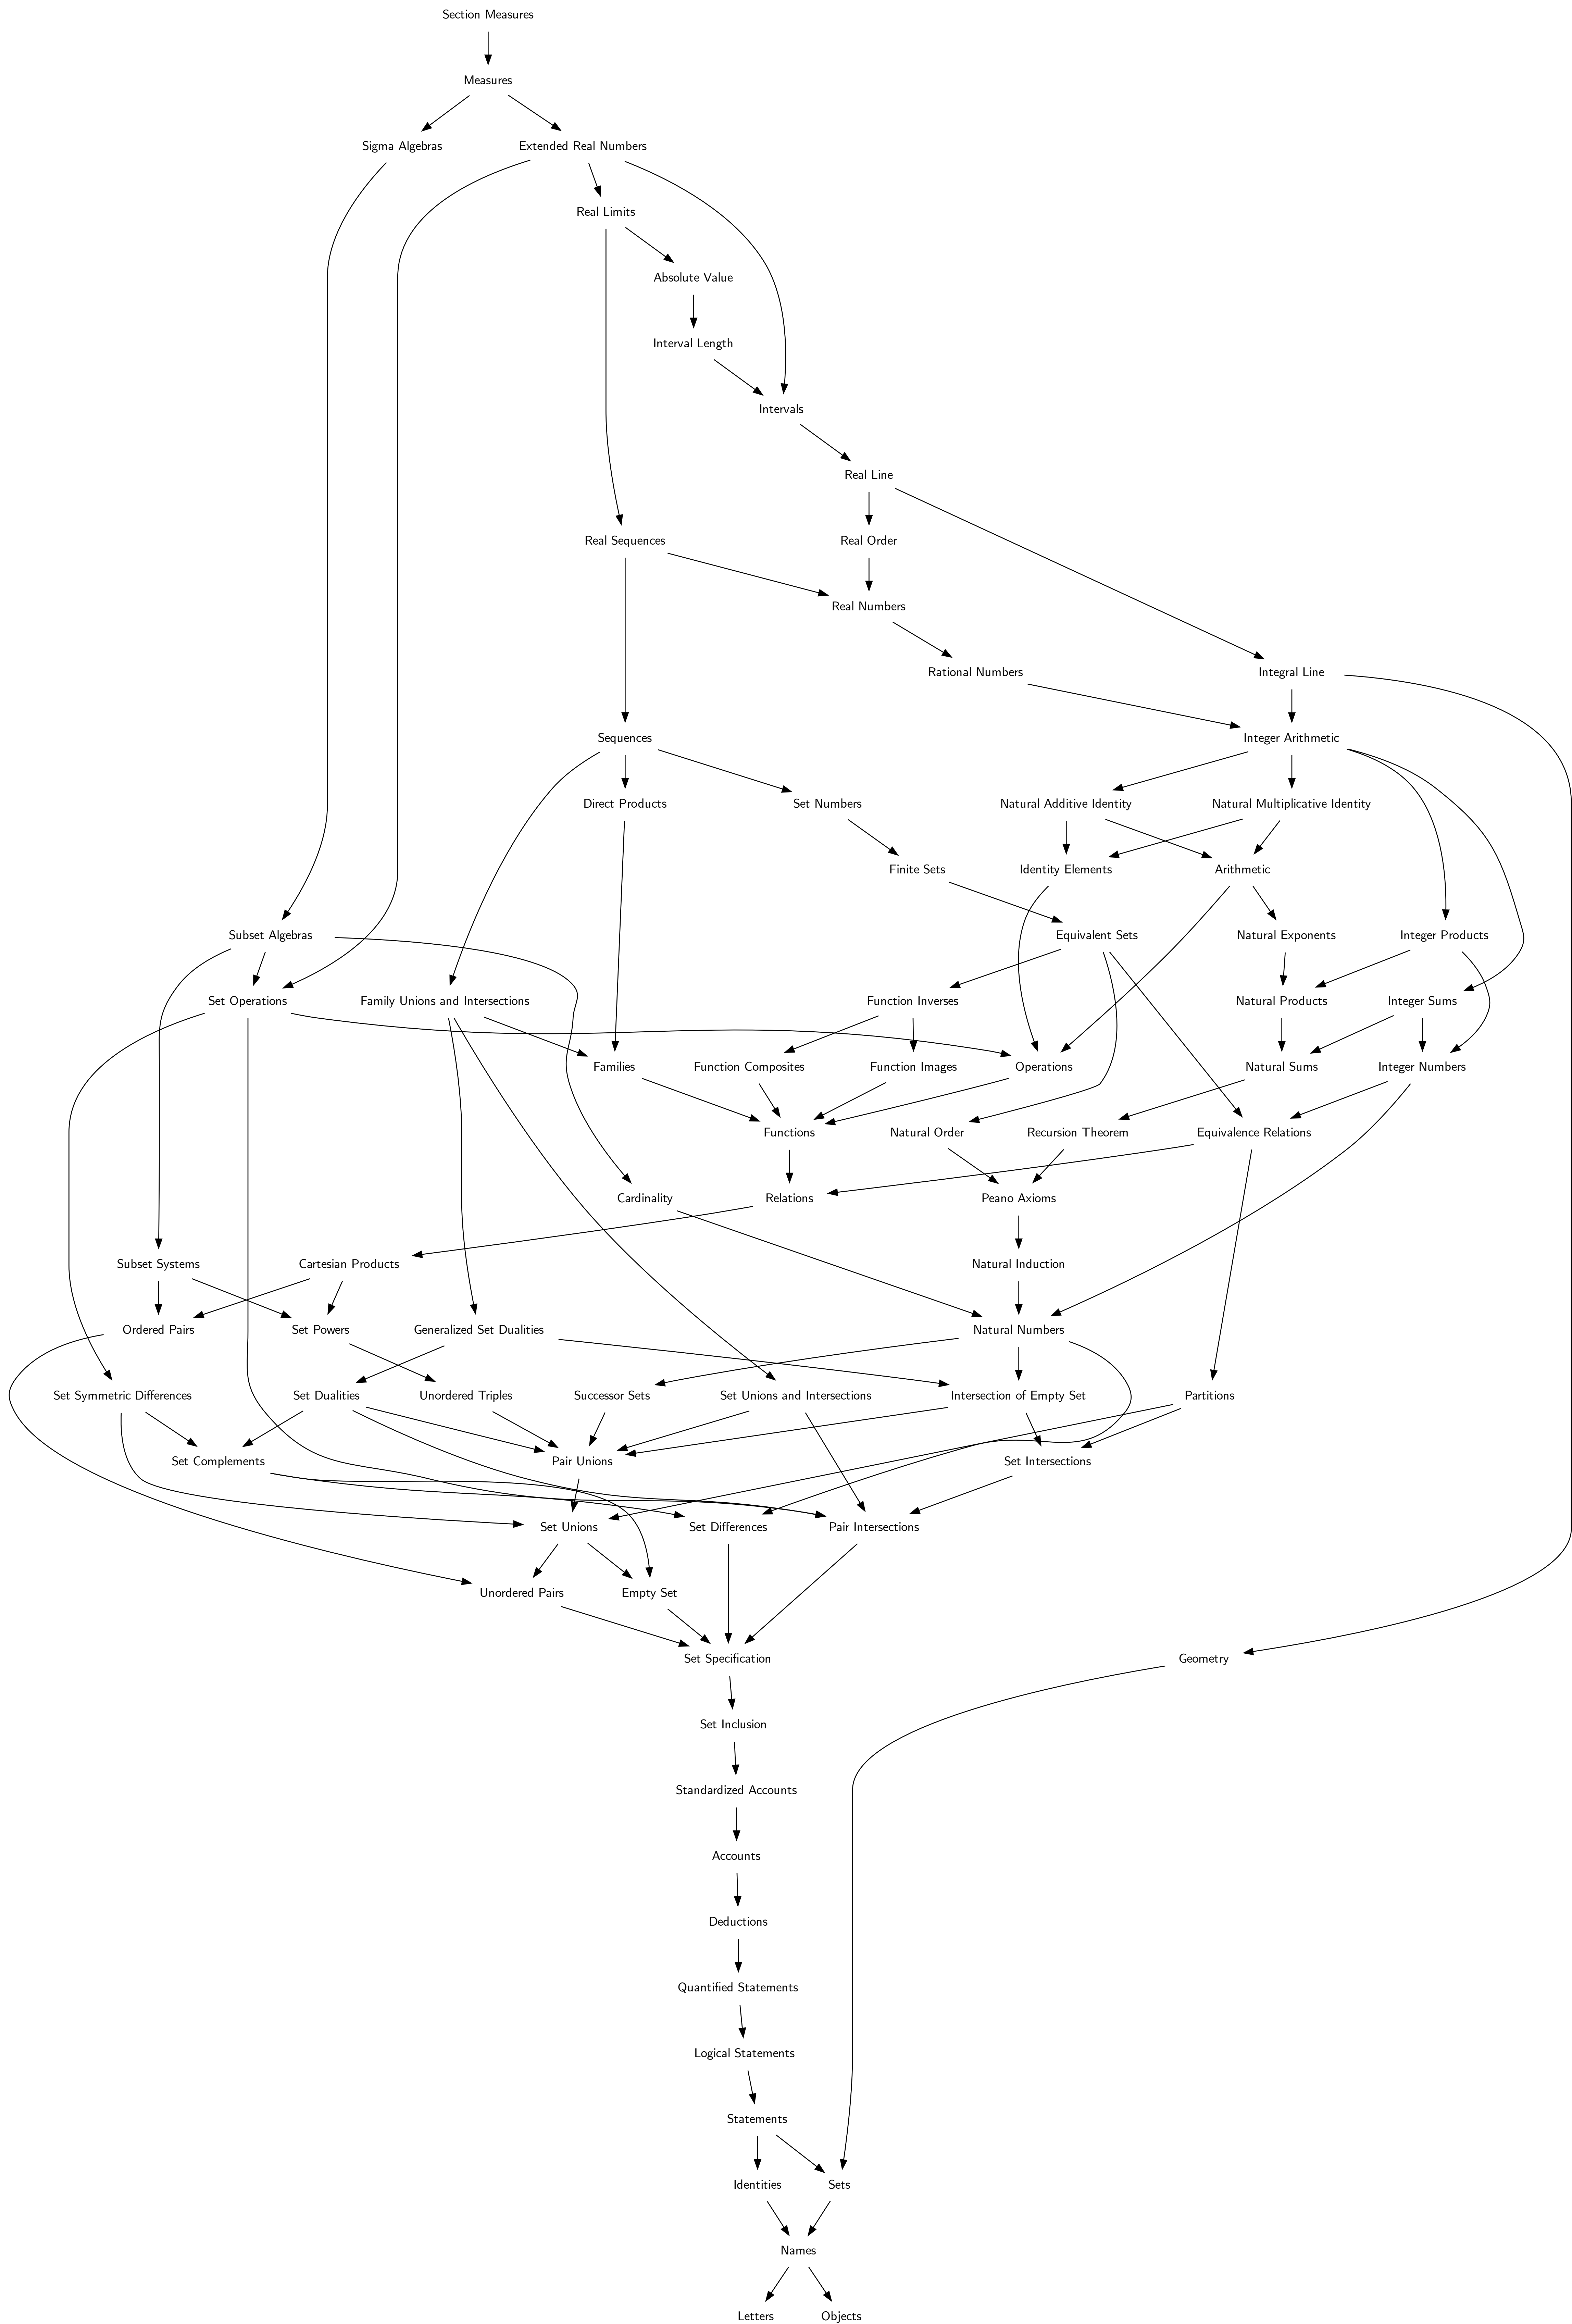 Section Measures
Measures
Sigma Algebras
Extended Real Numbers
Real Limits
Absolute Value
Interval Length
Intervals
Real Line
Real Sequences
Real Order
Real Numbers
Rational Numbers
Integral Line
Sequences
Integer Arithmetic
Direct Products
Set Numbers
Natural Additive Identity
Natural Multiplicative Identity
Finite Sets
Identity Elements
Arithmetic
Subset Algebras
Equivalent Sets
Natural Exponents
Integer Products
Set Operations
Family Unions and Intersections
Function Inverses
Natural Products
Integer Sums
Families
Function Composites
Function Images
Operations
Natural Sums
Integer Numbers
Functions
Natural Order
Recursion Theorem
Equivalence Relations
Cardinality
Relations
Peano Axioms
Subset Systems
Cartesian Products
Natural Induction
Ordered Pairs
Set Powers
Generalized Set Dualities
Natural Numbers
Set Symmetric Differences
Set Dualities
Unordered Triples
Successor Sets
Set Unions and Intersections
Intersection of Empty Set
Partitions
Set Complements
Pair Unions
Set Intersections
Set Unions
Set Differences
Pair Intersections
Unordered Pairs
Empty Set
Set Specification
Geometry
Set Inclusion
Standardized Accounts
Accounts
Deductions
Quantified Statements
Logical Statements
Statements
Identities
Sets
Names
Letters
Objects